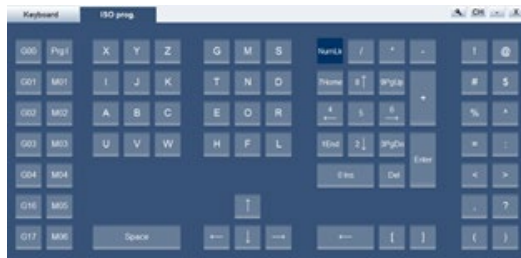 Keyboard ISO prog. CH - X
G00 Prg.I X Y Z G M S NumLk / * - ! @
G01 M01 I J K T N D 7Home 8↑ 9PgUp + # $
G02 M02 A B C E O R 4← 5 6→ % ^
G03 M03 U V W H F L 1End 2↓ 3PgDn Enter = :
G04 M04 0 Ins Del < >
G16 M05 ↑ . ?
G17 M06 Space ← ↓ → ← [ ] ( )